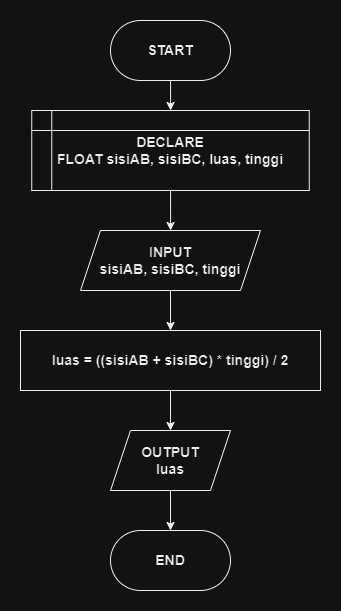 START
DECLARE
FLOAT sisiAB, sisiBC, luas, tinggi
INPUT
sisiAB, sisiBC, tinggi
luas = ((sisiAB + sisiBC) * tinggi) / 2
OUTPUT
luas
END